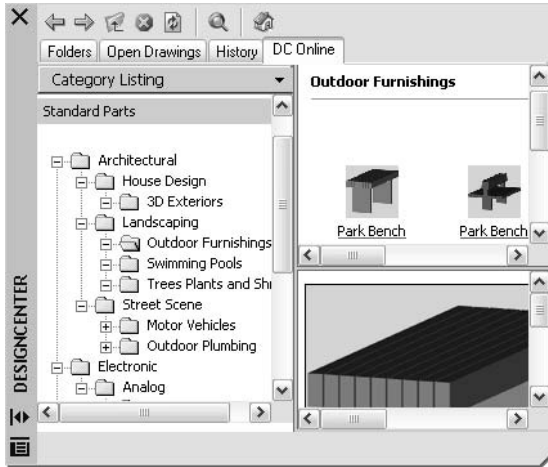 Folders Open Drawings History DC Online
Category Listing
Standard Parts
Architectural
House Design
3D Exteriors
Landscaping
Outdoor Furnishings
Swimming Pools
Trees Plants and Shr
Street Scene
Motor Vehicles
Outdoor Plumbing
Electronic
Analog
Outdoor Furnishings
Park Bench Park Bench
DESIGNCENTER